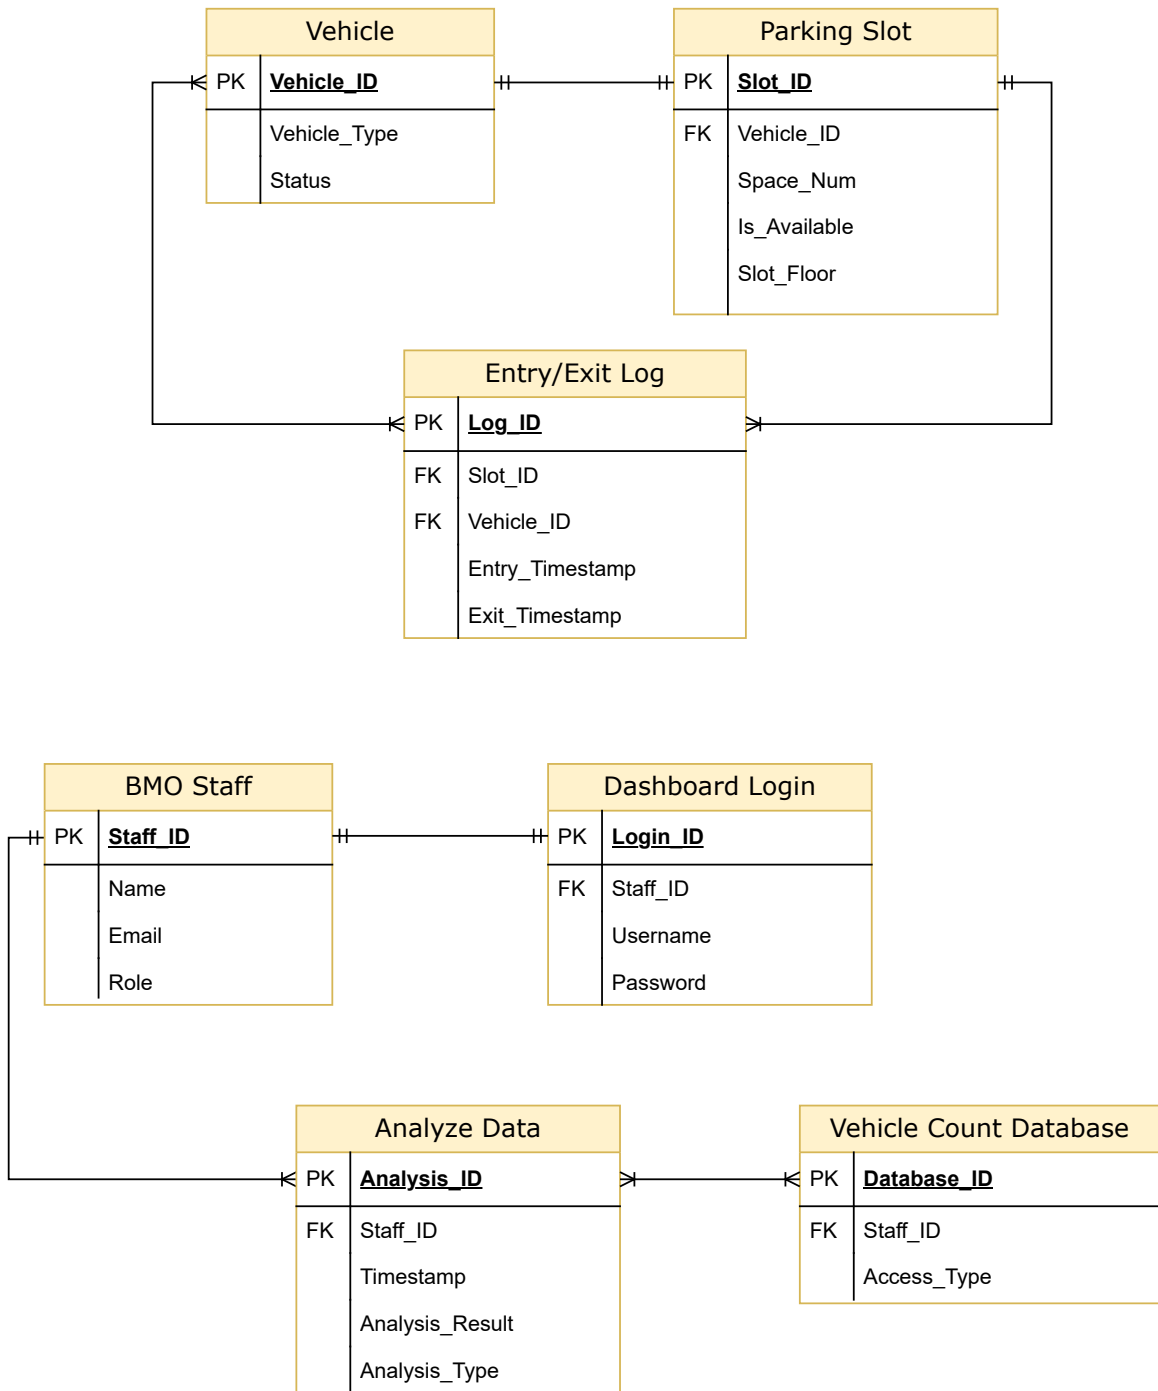 Vehicle
PK Vehicle_ID
Vehicle_Type
Status
Parking Slot
PK Slot_ID
FK Vehicle_ID
Space_Num
Is_Available
Slot_Floor
Entry/Exit Log
PK Log_ID
FK Slot_ID
FK Vehicle_ID
Entry_Timestamp
Exit_Timestamp
BMO Staff
PK Staff_ID
Name
Email
Role
Dashboard Login
PK Login_ID
FK Staff_ID
Username
Password
Analyze Data
PK Analysis_ID
FK Staff_ID
Timestamp
Analysis_Result
Analysis_Type
Vehicle Count Database
PK Database_ID
FK Staff_ID
Access_Type